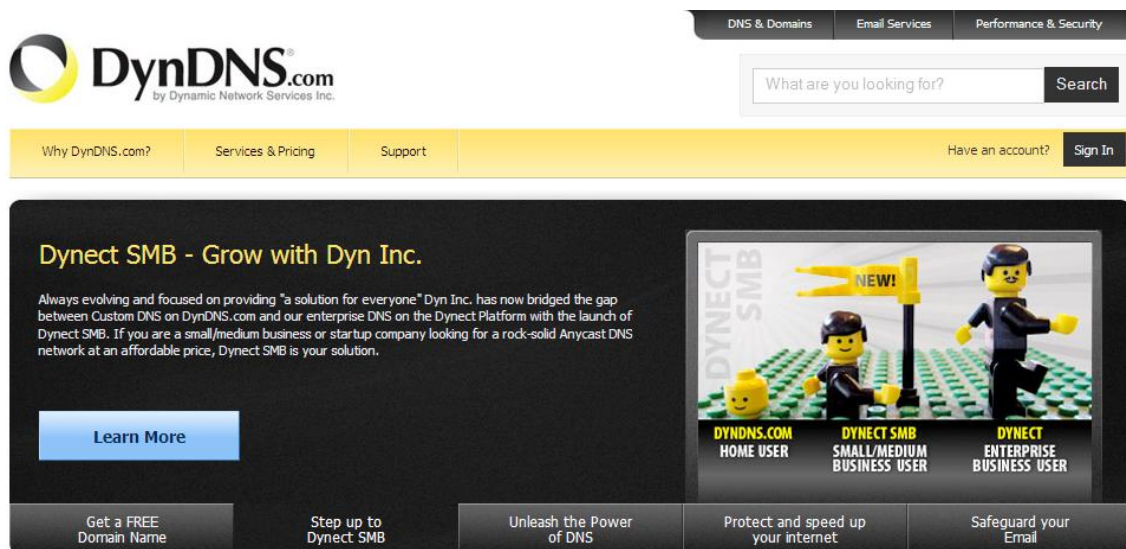 DNS & Domains
Email Services
Performance & Security
DynDNS.com
by Dynamic Network Services Inc.
What are you looking for?
Search
Why DynDNS.com?
Services & Pricing
Support
Have an account?
Sign In
Dynect SMB - Grow with Dyn Inc.
Always evolving and focused on providing "a solution for everyone" Dyn Inc. has now bridged the gap
between Custom DNS on DynDNS.com and our enterprise DNS on the Dynect Platform with the launch of
Dynect SMB. If you are a small/medium business or startup company looking for a rock-solid Anycast DNS
network at an affordable price, Dynect SMB is your solution.
Learn More
DYNECT
SMB
NEW!
DYNDNS.COM
HOME USER
DYNECT SMB
SMALL/MEDIUM
BUSINESS USER
DYNECT
ENTERPRISE
BUSINESS USER
Get a FREE
Domain Name
Step up to
Dynect SMB
Unleash the Power
of DNS
Protect and speed up
your internet
Safeguard your
Email